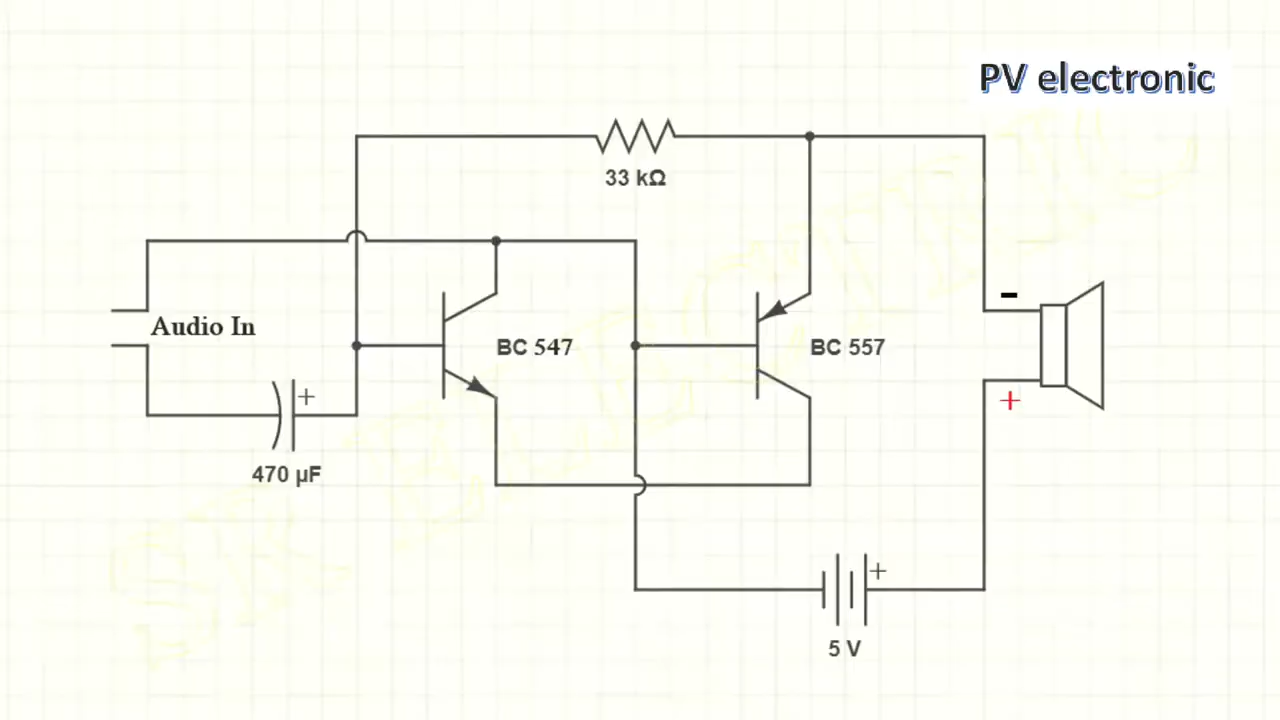 PV electronic
33 kΩ
Audio In
BC 547
BC 557
-
+
+
470 µF
+
5 V